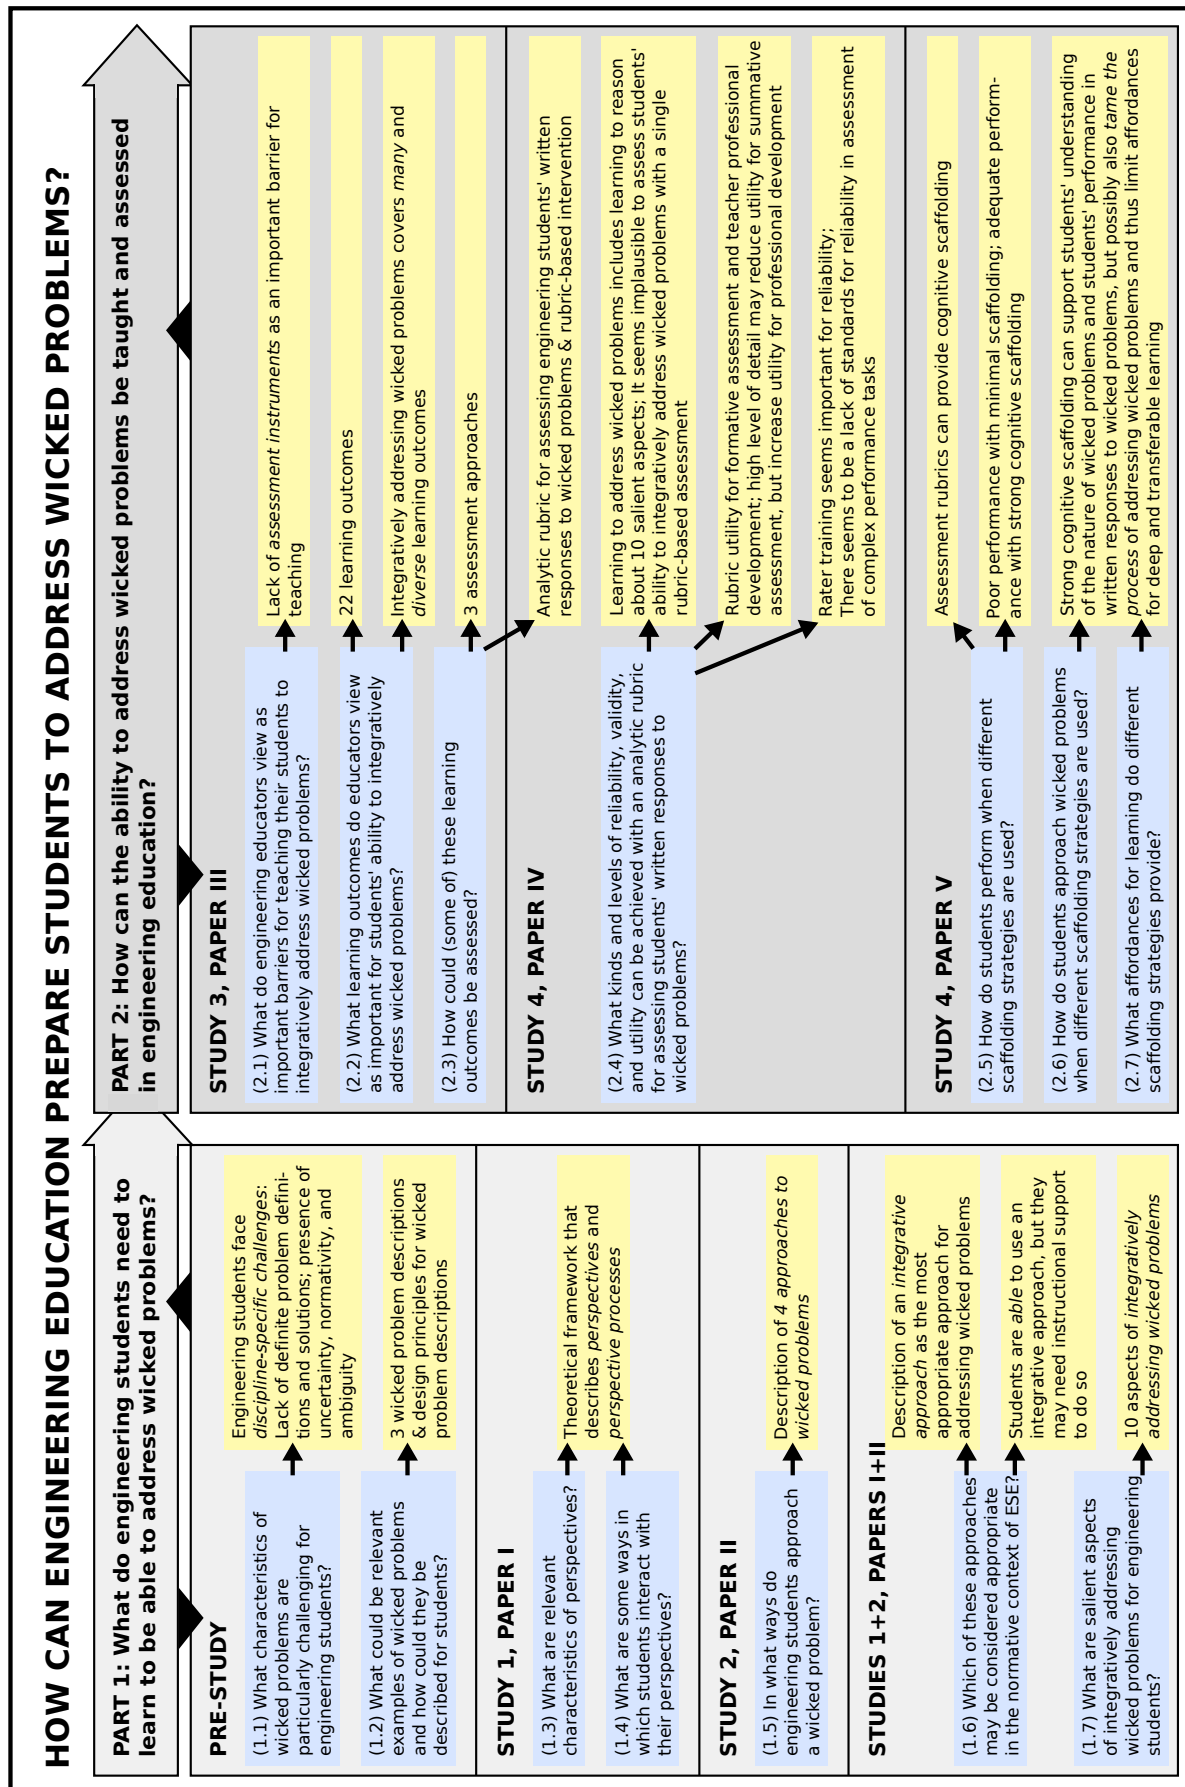 HOW CAN ENGINEERING EDUCATION PREPARE STUDENTS TO ADDRESS WICKED PROBLEMS?
PART 1: What do engineering students need to
learn to be able to address wicked problems?
PRE-STUDY
(1.1) What characteristics of
wicked problems are
particularly challenging for
engineering students?
Engineering students face
discipline-specific challenges:
Lack of definite problem defini-
tions and solutions; presence of
uncertainty, normativity, and
ambiguity
(1.2) What could be relevant
examples of wicked problems
and how could they be
described for students?
3 wicked problem descriptions
& design principles for wicked
problem descriptions
STUDY 1, PAPER I
(1.3) What are relevant
characteristics of perspectives?
(1.4) What are some ways in
which students interact with
their perspectives?
Theoretical framework that
describes perspectives and
perspective processes
STUDY 2, PAPER II
(1.5) In what ways do
engineering students approach
a wicked problem?
Description of 4 approaches to
wicked problems
STUDIES 1+2, PAPERS I+II
(1.6) Which of these approaches
may be considered appropriate
in the normative context of ESE?
Description of an integrative
approach as the most
appropriate approach for
addressing wicked problems
Students are able to use an
integrative approach, but they
may need instructional support
to do so
(1.7) What are salient aspects
of integratively addressing
wicked problems for engineering
students?
10 aspects of integratively
addressing wicked problems
PART 2: How can the ability to address wicked problems be taught and assessed
in engineering education?
STUDY 3, PAPER III
(2.1) What do engineering educators view as
important barriers for teaching their students to
integratively address wicked problems?
Lack of assessment instruments as an important barrier for
teaching
(2.2) What learning outcomes do educators view
as important for students' ability to integratively
address wicked problems?
22 learning outcomes
Integratively addressing wicked problems covers many and
diverse learning outcomes
(2.3) How could (some of) these learning
outcomes be assessed?
3 assessment approaches
STUDY 4, PAPER IV
Analytic rubric for assessing engineering students' written
responses to wicked problems & rubric-based intervention
(2.4) What kinds and levels of reliability, validity,
and utility can be achieved with an analytic rubric
for assessing students' written responses to
wicked problems?
Learning to address wicked problems includes learning to reason
about 10 salient aspects; It seems implausible to assess students'
ability to integratively address wicked problems with a single
rubric-based assessment
Rubric utility for formative assessment and teacher professional
development; high level of detail may reduce utility for summative
assessment, but increase utility for professional development
Rater training seems important for reliability;
There seems to be a lack of standards for reliability in assessment
of complex performance tasks
STUDY 4, PAPER V
(2.5) How do students perform when different
scaffolding strategies are used?
Assessment rubrics can provide cognitive scaffolding
Poor performance with minimal scaffolding; adequate perform-
ance with strong cognitive scaffolding
(2.6) How do students approach wicked problems
when different scaffolding strategies are used?
(2.7) What affordances for learning do different
scaffolding strategies provide?
Strong cognitive scaffolding can support students' understanding
of the nature of wicked problems and students' performance in
written responses to wicked problems, but possibly also tame the
process of addressing wicked problems and thus limit affordances
for deep and transferable learning